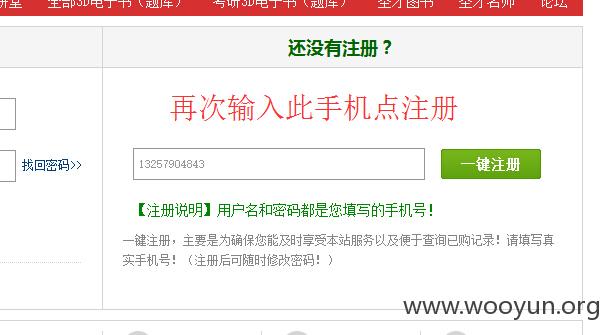 研堂 全部3D电子书（题库） 考研3D电子书（题库） 圣才图书 圣才名师 论坛
还没有注册？
再次输入此手机点注册
找回密码>>
13257904843
一键注册
【注册说明】用户名和密码都是您填写的手机号！
一键注册，主要是为确保您能及时享受本站服务以及便于查询已购记录！请填写真
实手机号！（注册后可随时修改密码！）
www.wooyun.org